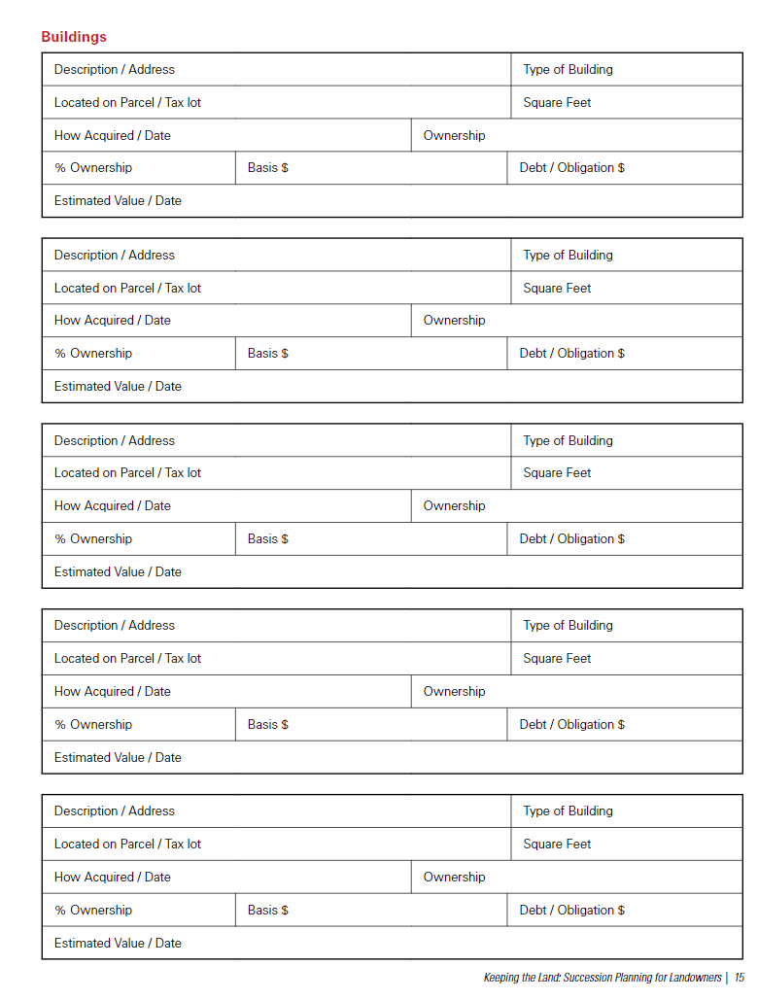 Buildings
Description / Address Type of Building
Located on Parcel / Tax lot Square Feet
How Acquired / Date Ownership
% Ownership Basis $ Debt / Obligation $
Estimated Value / Date
Description / Address Type of Building
Located on Parcel / Tax lot Square Feet
How Acquired / Date Ownership
% Ownership Basis $ Debt / Obligation $
Estimated Value / Date
Description / Address Type of Building
Located on Parcel / Tax lot Square Feet
How Acquired / Date Ownership
% Ownership Basis $ Debt / Obligation $
Estimated Value / Date
Description / Address Type of Building
Located on Parcel / Tax lot Square Feet
How Acquired / Date Ownership
% Ownership Basis $ Debt / Obligation $
Estimated Value / Date
Description / Address Type of Building
Located on Parcel / Tax lot Square Feet
How Acquired / Date Ownership
% Ownership Basis $ Debt / Obligation $
Estimated Value / Date
Keeping the Land: Succession Planning for Landowners | 15